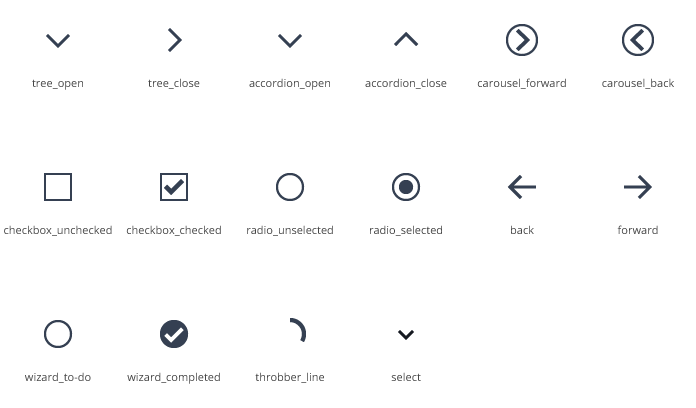 tree_open tree_close accordion_open accordion_close carousel_forward carousel_back
checkbox_unchecked checkbox_checked radio_unselected radio_selected back forward
wizard_to-do wizard_completed throbber_line select